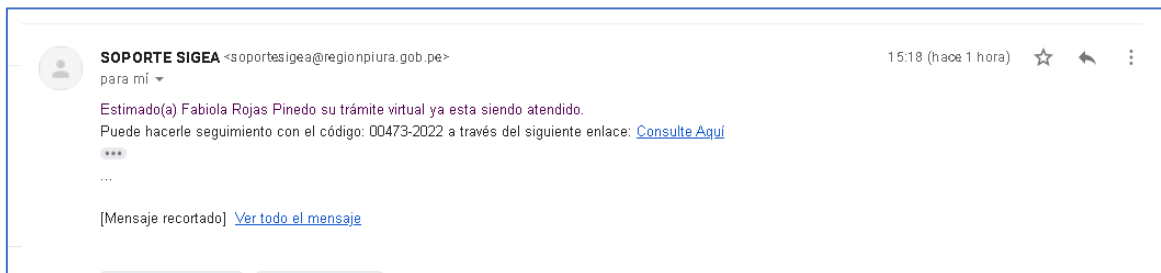 SOPORTE SIGEA <soportesigea@regionpiura.gob.pe> 15:18 (hace 1 hora)
para mí
Estimado(a) Fabiola Rojas Pinedo su trámite virtual ya esta siendo atendido.
Puede hacerle seguimiento con el código: 00473-2022 a través del siguiente enlace: Consulte Aquí
...
[Mensaje recortado] Ver todo el mensaje